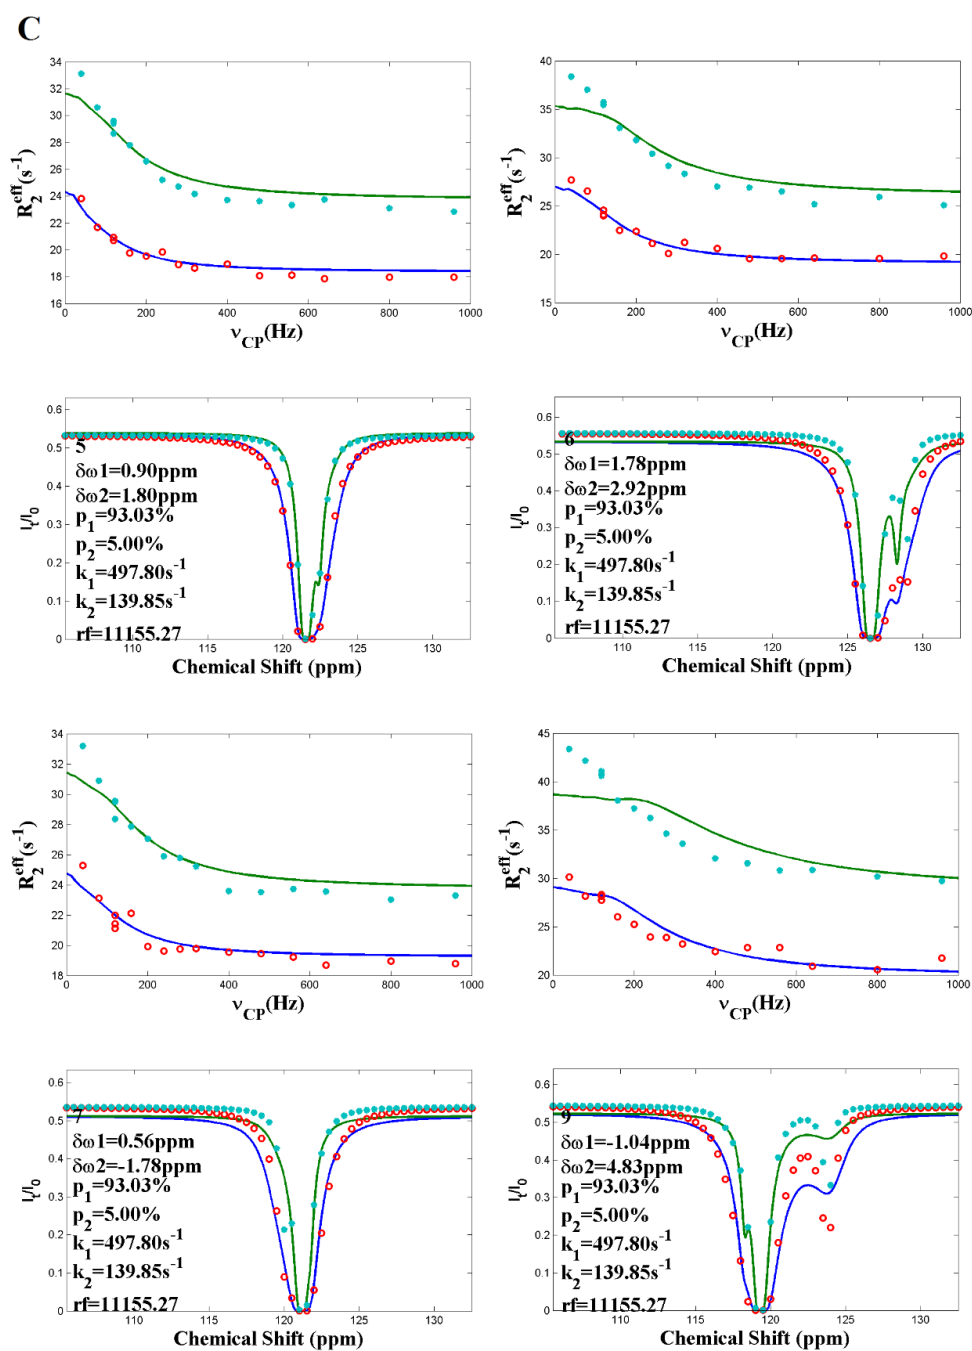 C
34
32
30
28
26
24
22
20
18
16
0
200
400
600
800
1000
R2eff(s-1)
νCP(Hz)
40
35
30
25
20
15
0
200
400
600
800
1000
R2eff(s-1)
νCP(Hz)
0.6
0.5
0.4
0.3
0.2
0.1
0
It/I0
5
δω1=0.90ppm
δω2=1.80ppm
p1=93.03%
p2=5.00%
k1=497.80s-1
k2=139.85s-1
rf=11155.27
110
115
120
125
130
Chemical Shift (ppm)
0.6
0.5
0.4
0.3
0.2
0.1
0
It/I0
6
δω1=1.78ppm
δω2=2.92ppm
p1=93.03%
p2=5.00%
k1=497.80s-1
k2=139.85s-1
rf=11155.27
110
115
120
125
130
Chemical Shift (ppm)
34
32
30
28
26
24
22
20
18
0
200
400
600
800
1000
R2eff(s-1)
νCP(Hz)
45
40
35
30
25
20
0
200
400
600
800
1000
R2eff(s-1)
νCP(Hz)
0.6
0.5
0.4
0.3
0.2
0.1
0
It/I0
7
δω1=0.56ppm
δω2=-1.78ppm
p1=93.03%
p2=5.00%
k1=497.80s-1
k2=139.85s-1
rf=11155.27
110
115
120
125
130
Chemical Shift (ppm)
0.6
0.5
0.4
0.3
0.2
0.1
0
It/I0
9
δω1=-1.04ppm
δω2=4.83ppm
p1=93.03%
p2=5.00%
k1=497.80s-1
k2=139.85s-1
rf=11155.27
110
115
120
125
130
Chemical Shift (ppm)